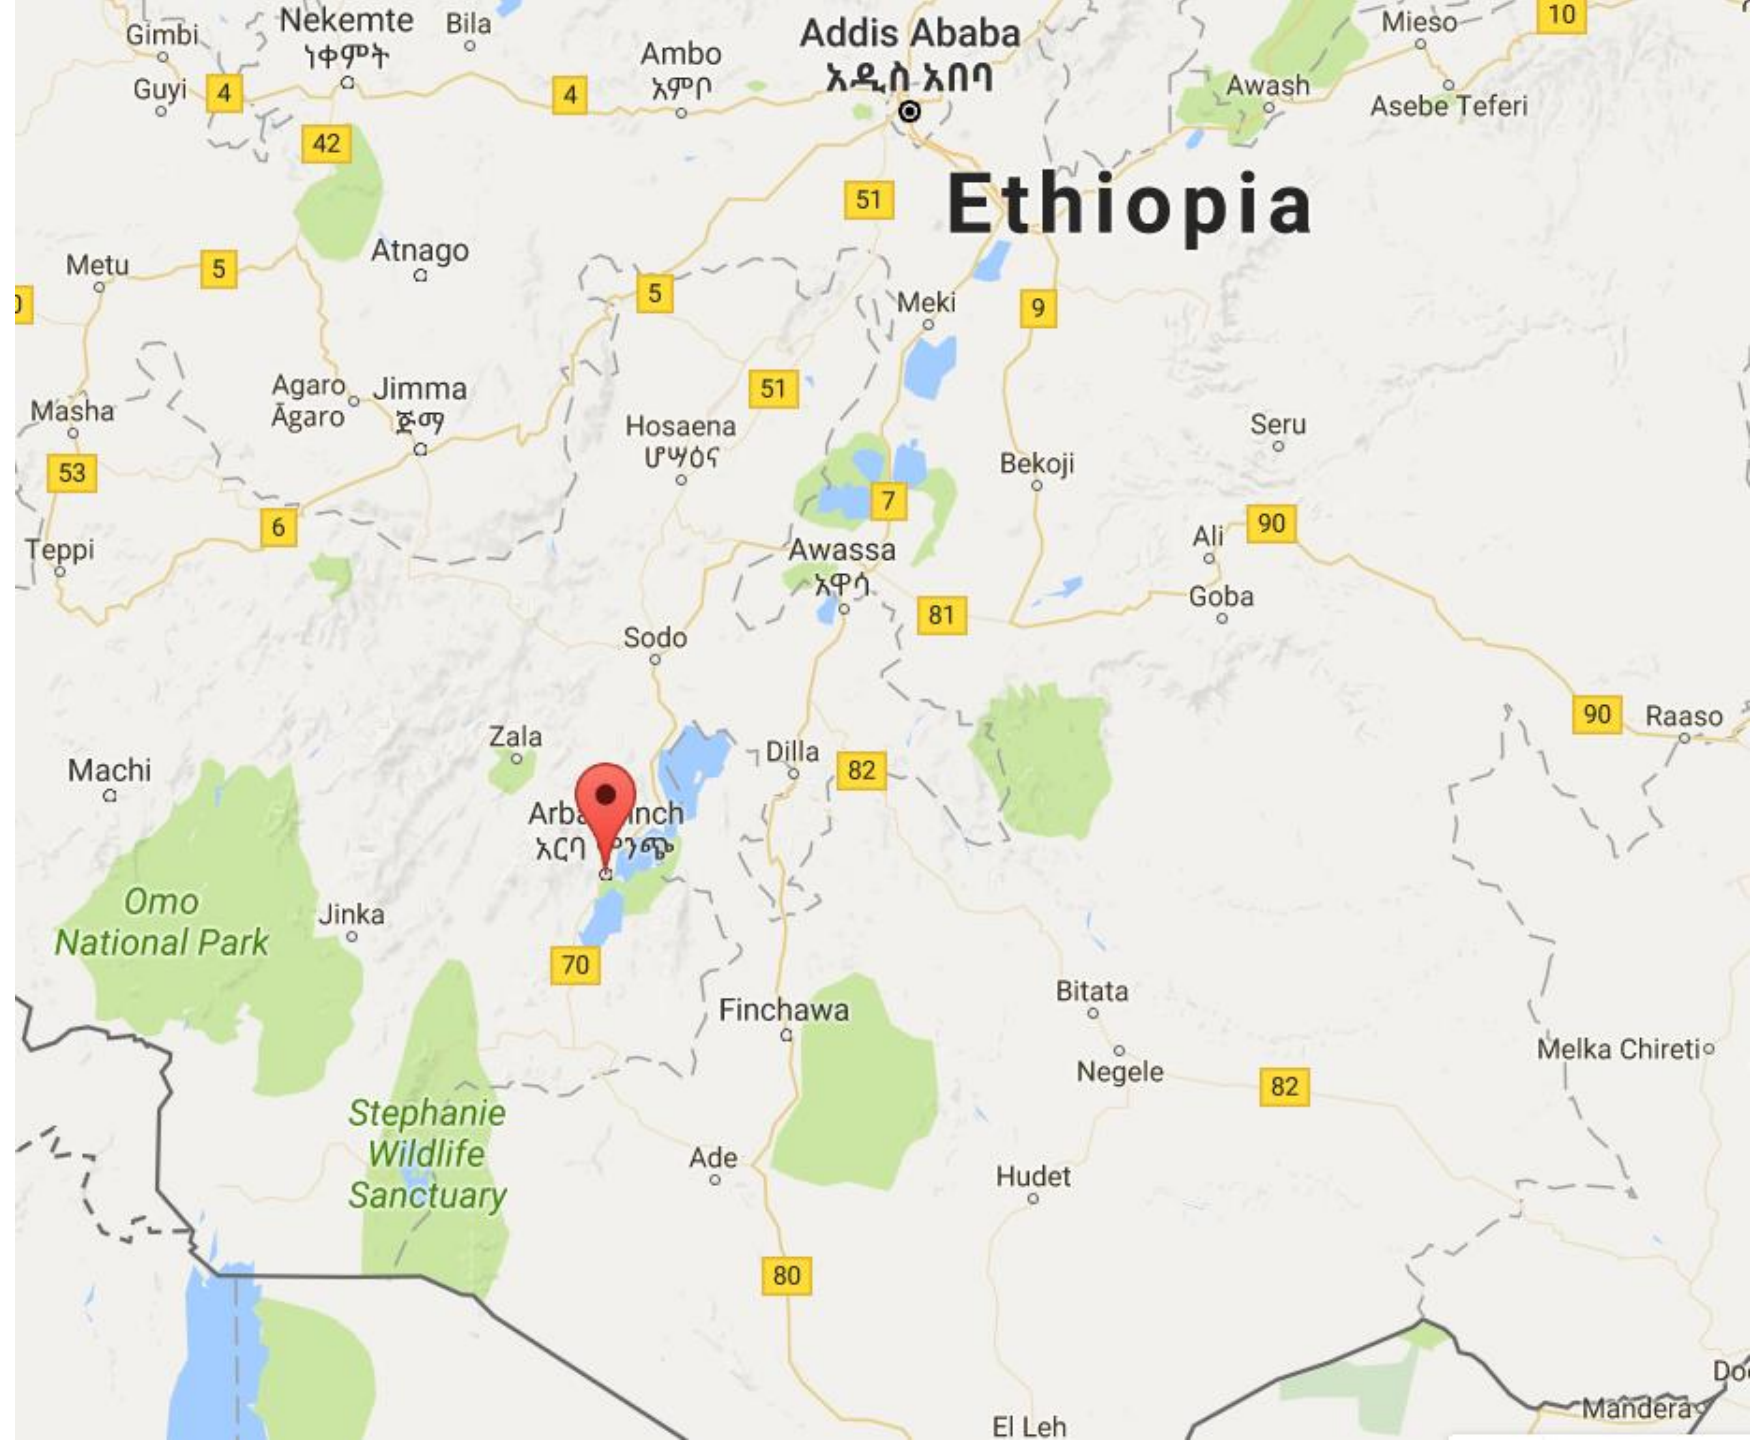 Nekemte
ነቀምት
Bila
Gimbi
Guyi
4
42
4
Ambo
አምቦ
Addis Ababa
አዲስ አበባ
Mieso
10
Awash
Asebe Teferi
51
Ethiopia
Metu
5
Atnago
5
Meki
9
Agaro
Āgaro
Jimma
ጅማ
51
Masha
53
Hosaena
ሆሣዕና
Seru
Bekoji
7
6
Teppi
Awassa
አዋሳ
Ali
90
Goba
81
Sodo
Zala
Machi
Dilla
82
90
Raaso
አርባ
Omo
National Park
Jinka
70
Finchawa
Bitata
Negele
Melka Chireti
82
Stephanie
Wildlife
Sanctuary
Ade
Hudet
80
El Leh
Mandera